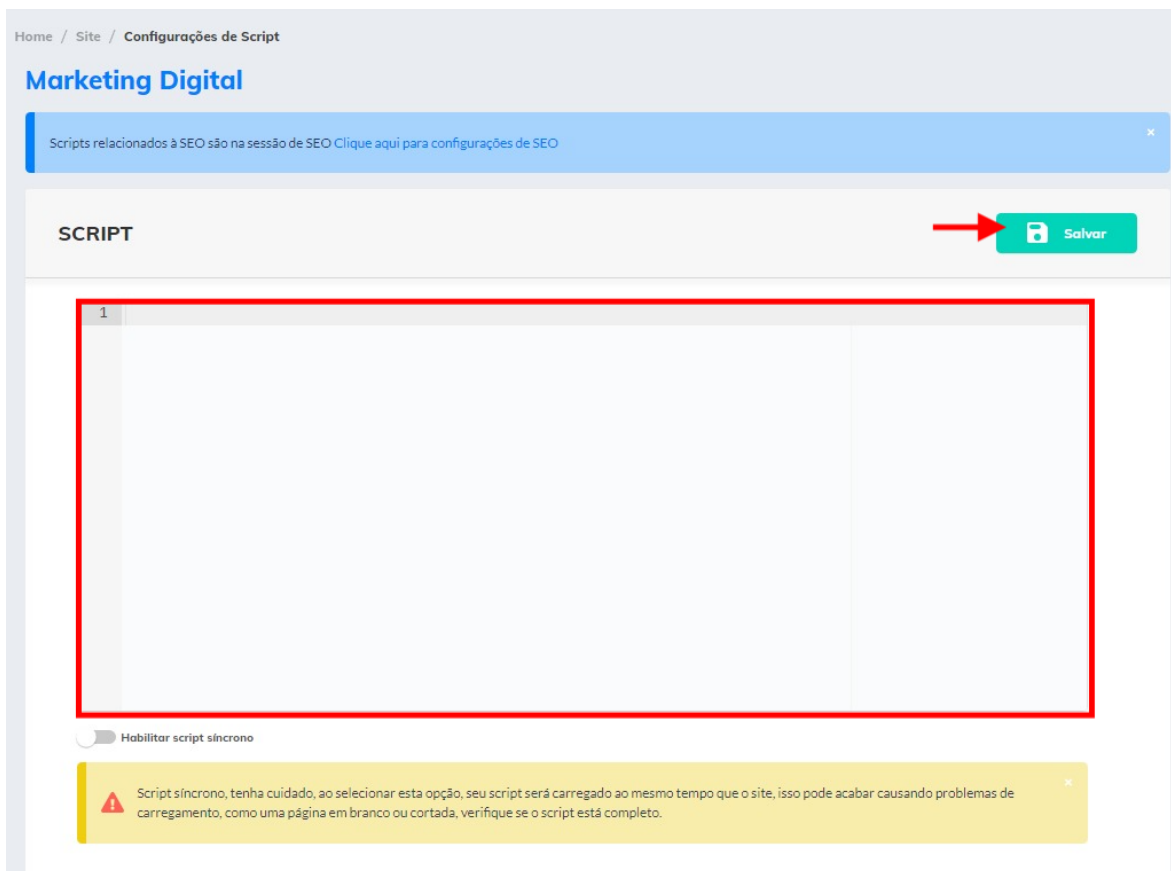 Home / Site / Configurações de Script
Marketing Digital
Scripts relacionados à SEO são na sessão de SEO Clique aqui para configurações de SEO
×
SCRIPT
Salvar
1
Habilitar script síncrono
×
Script síncrono, tenha cuidado, ao selecionar esta opção, seu script será carregado ao mesmo tempo que o site, isso pode acabar causando problemas de
carregamento, como uma página em branco ou cortada, verifique se o script está completo.